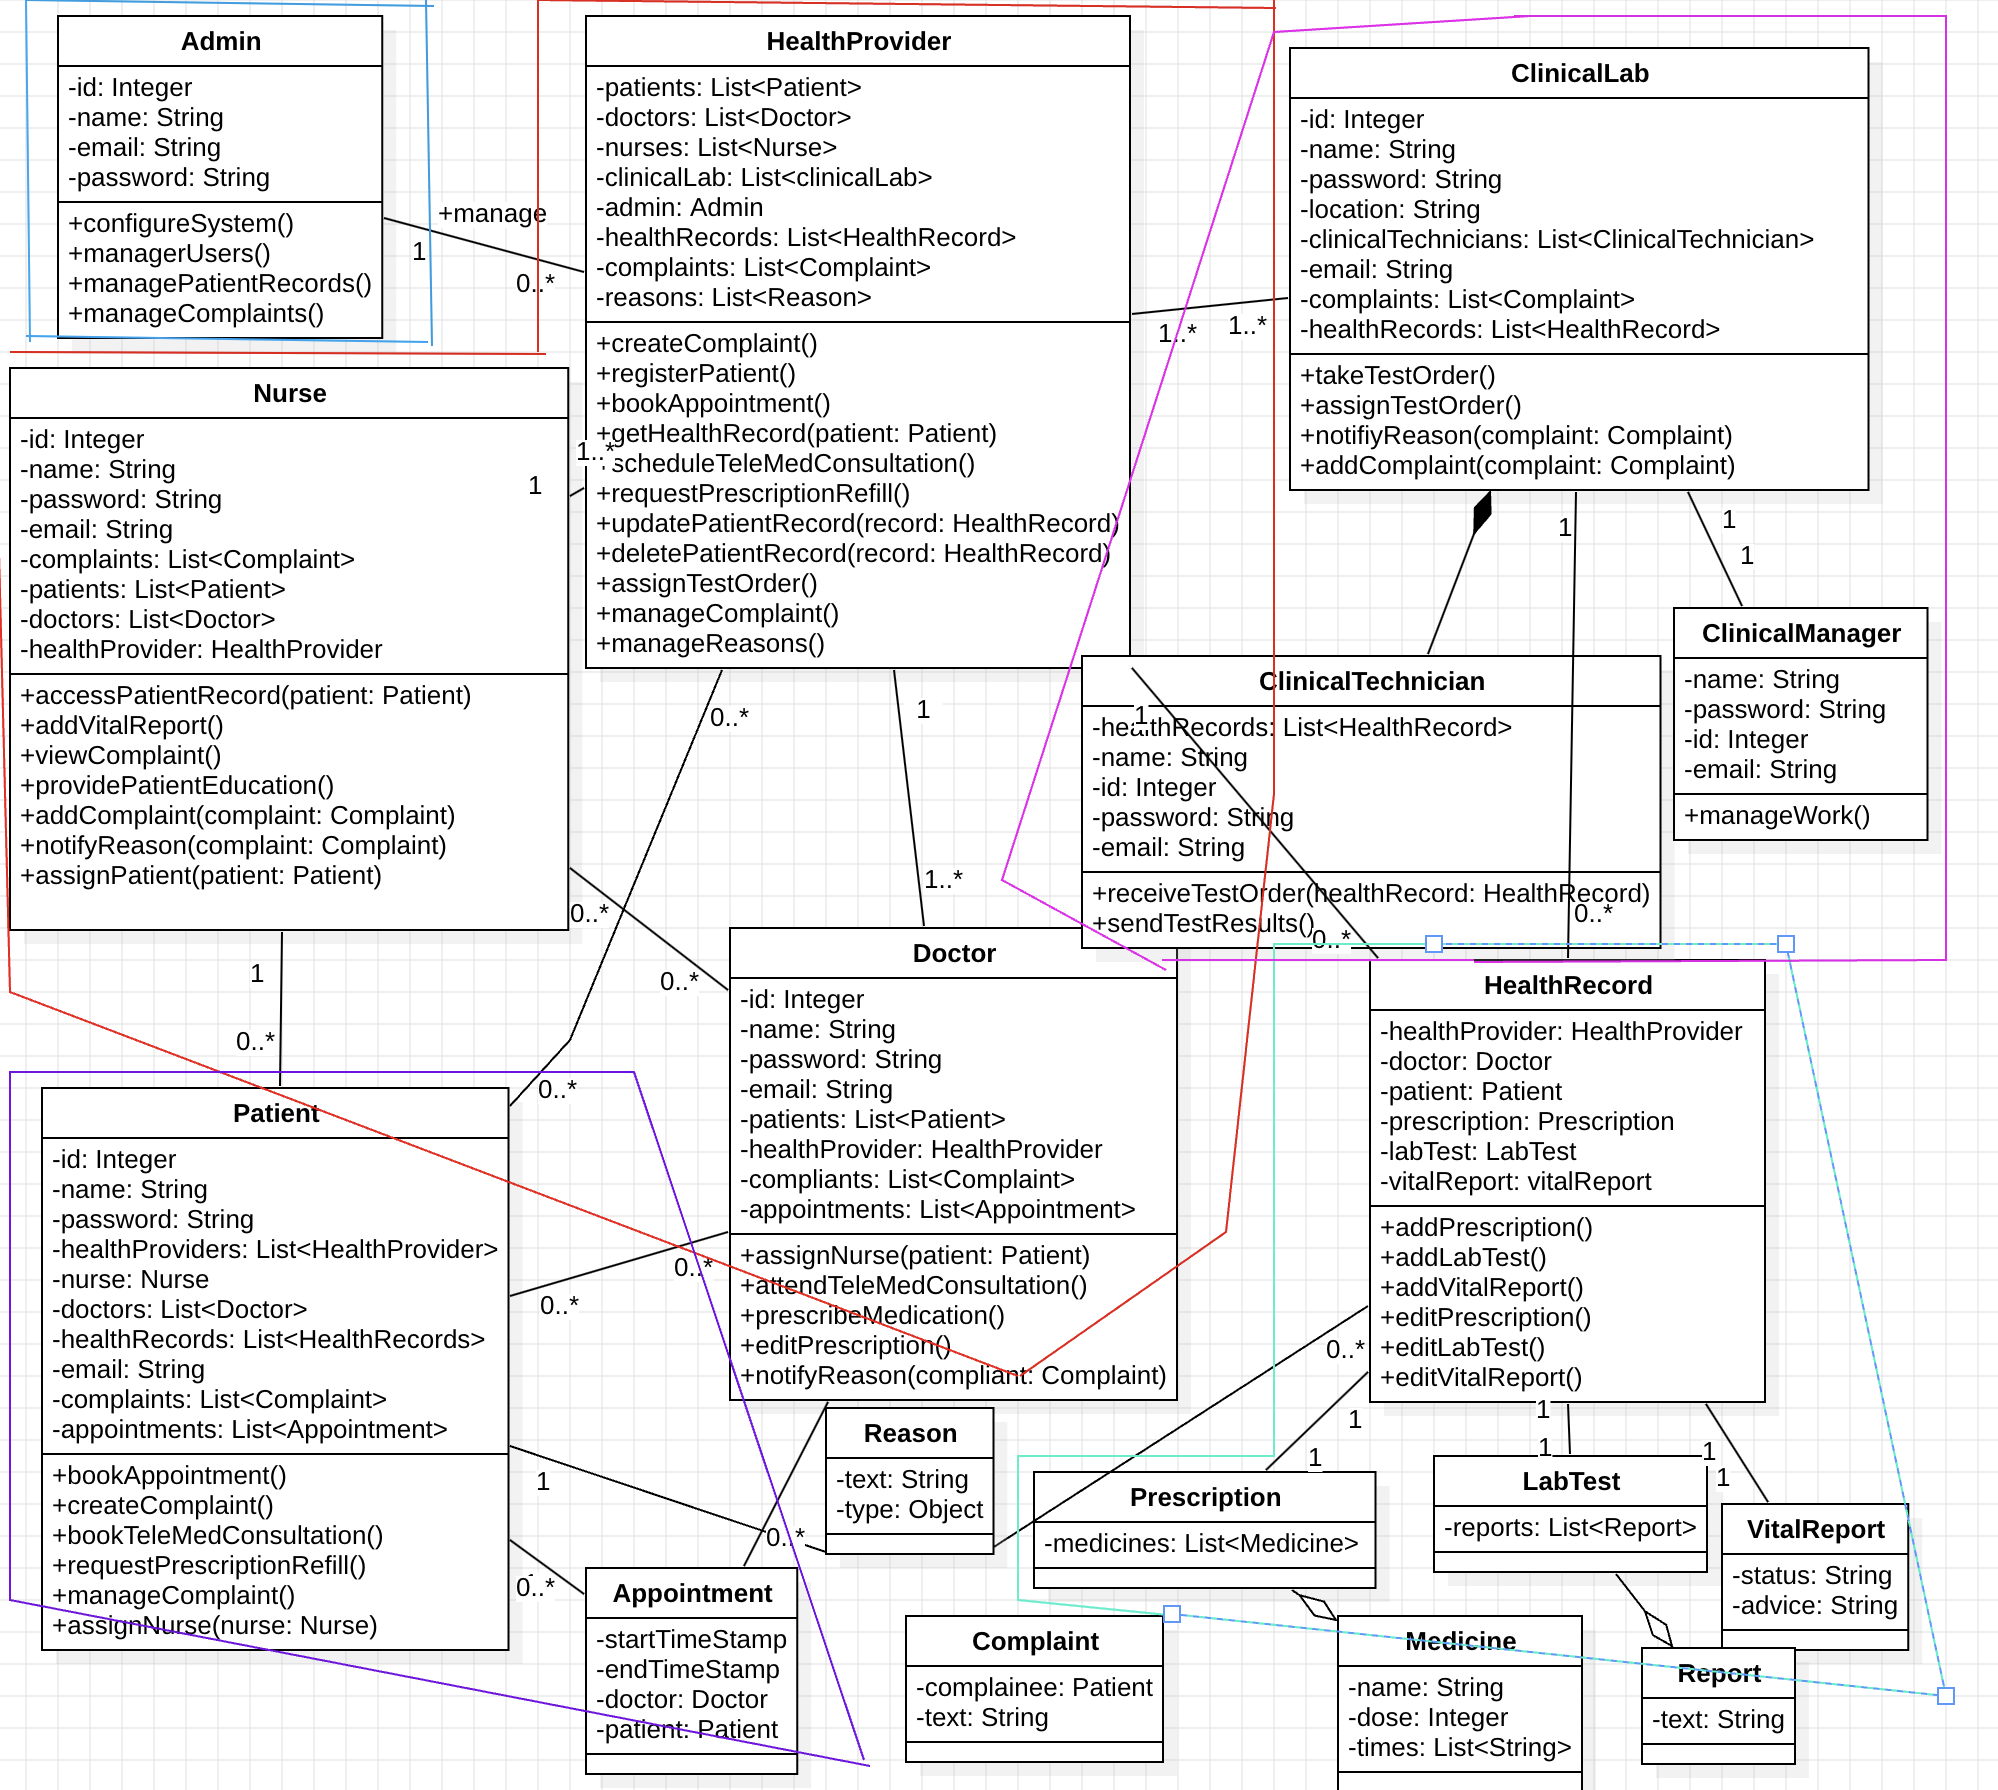 Admin
-id: Integer
-name: String
-email: String
-password: String
+configureSystem()
+managerUsers()
+managePatientRecords()
+manageComplaints()
+manage
1
0..*
HealthProvider
-patients: List<Patient>
-doctors: List<Doctor>
-nurses: List<Nurse>
-clinicalLab: List<clinicalLab>
-admin: Admin
-healthRecords: List<HealthRecord>
-complaints: List<Complaint>
-reasons: List<Reason>
+createComplaint()
+registerPatient()
+bookAppointment()
+getHealthRecord(patient: Patient)
+scheduleTeleMedConsultation()
+requestPrescriptionRefill()
+updatePatientRecord(record: HealthRecord)
+deletePatientRecord(record: HealthRecord)
+assignTestOrder()
+manageComplaint()
+manageReasons()
1..*
1..*
ClinicalLab
-id: Integer
-name: String
-password: String
-location: String
-clinicalTechnicians: List<ClinicalTechnician>
-email: String
-complaints: List<Complaint>
-healthRecords: List<HealthRecord>
+takeTestOrder()
+assignTestOrder()
+notifiyReason(complaint: Complaint)
+addComplaint(complaint: Complaint)
1
1
1
Nurse
-id: Integer
-name: String
-password: String
-email: String
-complaints: List<Complaint>
-patients: List<Patient>
-doctors: List<Doctor>
-healthProvider: HealthProvider
+accessPatientRecord(patient: Patient)
+addVitalReport()
+viewComplaint()
+providePatientEducation()
+addComplaint(complaint: Complaint)
+notifyReason(complaint: Complaint)
+assignPatient(patient: Patient)
1..*
1
0..*
1
1..*
0..*
0..*
1
0..*
0..*
ClinicalTechnician
-healthRecords: List<HealthRecord>
-name: String
-id: Integer
-password: String
-email: String
+receiveTestOrder(healthRecord: HealthRecord)
+sendTestResults()
1
0..*
0..*
ClinicalManager
-name: String
-password: String
-id: Integer
-email: String
+manageWork()
Doctor
-id: Integer
-name: String
-password: String
-email: String
-patients: List<Patient>
-healthProvider: HealthProvider
-compliants: List<Complaint>
-appointments: List<Appointment>
+assignNurse(patient: Patient)
+attendTeleMedConsultation()
+prescribeMedication()
+editPrescription()
+notifyReason(compliant: Complaint)
HealthRecord
-healthProvider: HealthProvider
-doctor: Doctor
-patient: Patient
-prescription: Prescription
-labTest: LabTest
-vitalReport: vitalReport
+addPrescription()
+addLabTest()
+addVitalReport()
+editPrescription()
+editLabTest()
+editVitalReport()
0..*
1
1
1
1
1
1
Patient
-id: Integer
-name: String
-password: String
-healthProviders: List<HealthProvider>
-nurse: Nurse
-doctors: List<Doctor>
-healthRecords: List<HealthRecords>
-email: String
-complaints: List<Complaint>
-appointments: List<Appointment>
+bookAppointment()
+createComplaint()
+bookTeleMedConsultation()
+requestPrescriptionRefill()
+manageComplaint()
+assignNurse(nurse: Nurse)
0..*
0..*
1
0..*
0..*
Reason
-text: String
-type: Object
Prescription
-medicines: List<Medicine>
LabTest
-reports: List<Report>
VitalReport
-status: String
-advice: String
Appointment
-startTimeStamp
-endTimeStamp
-doctor: Doctor
-patient: Patient
Complaint
-complainee: Patient
-text: String
Medicine
-name: String
-dose: Integer
-times: List<String>
Report
-text: String